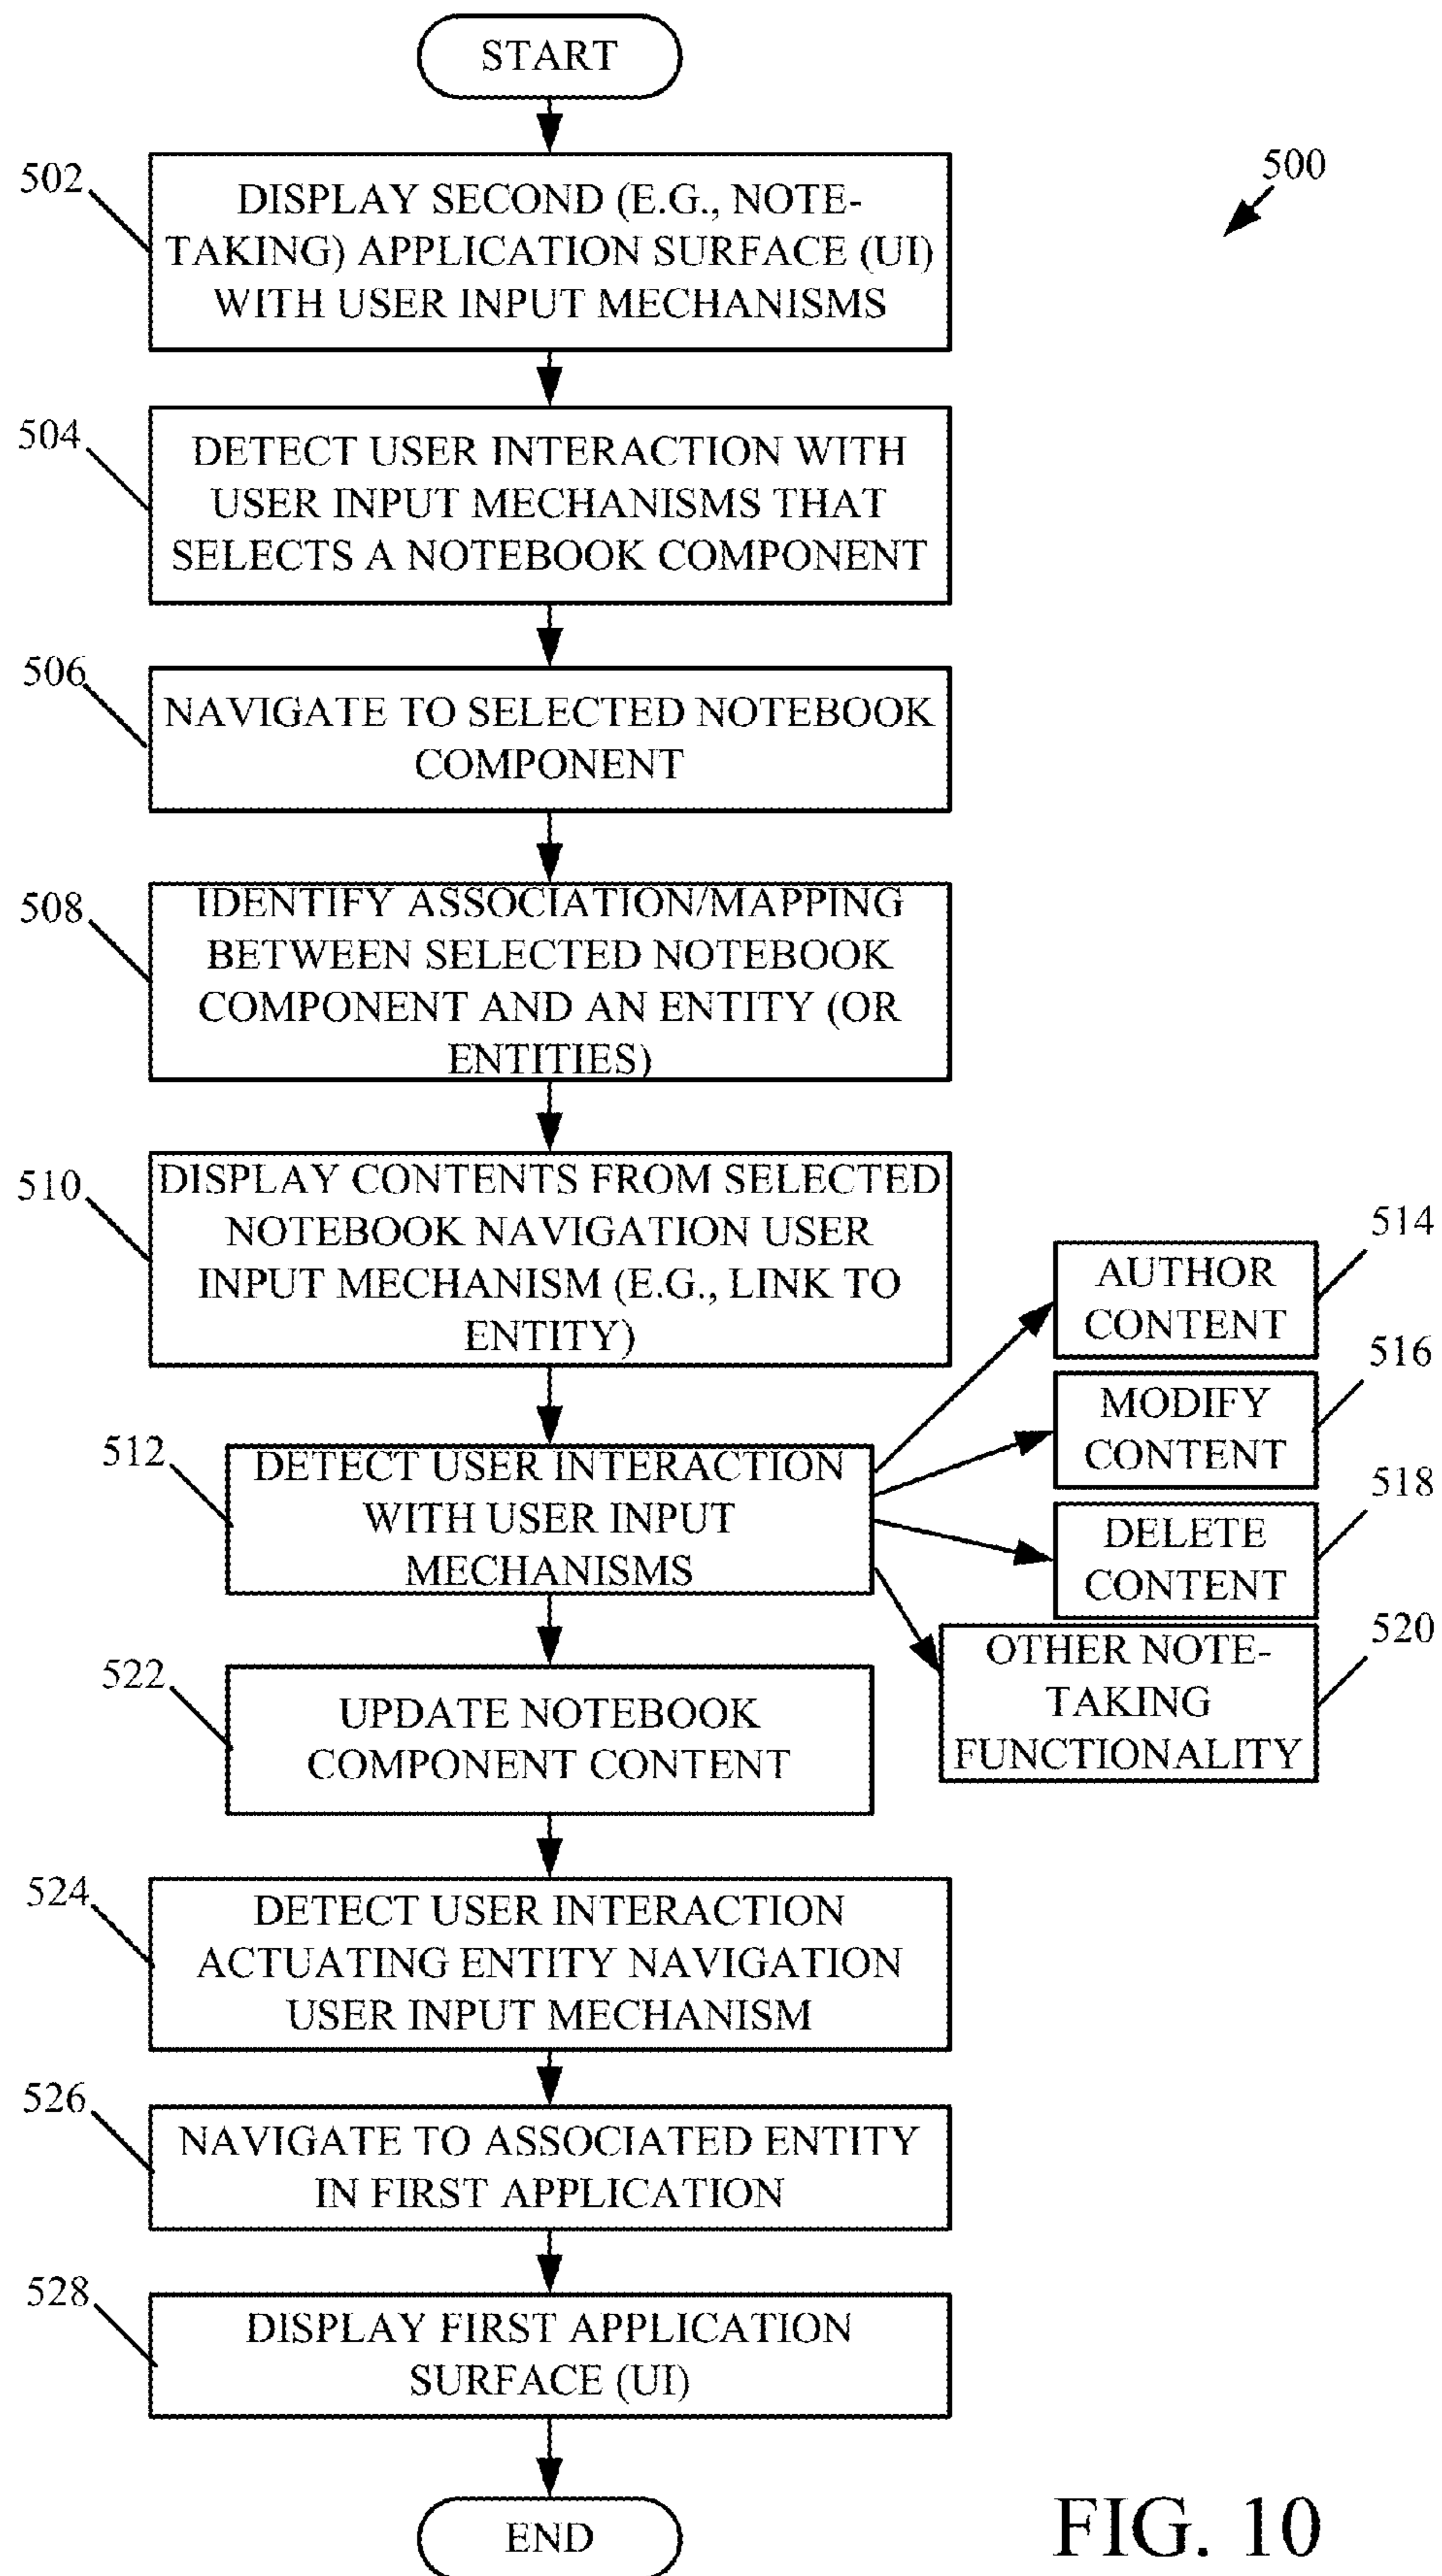 START
500
502
DISPLAY SECOND (E.G., NOTE-
TAKING) APPLICATION SURFACE (UI)
WITH USER INPUT MECHANISMS
504
DETECT USER INTERACTION WITH
USER INPUT MECHANISMS THAT
SELECTS A NOTEBOOK COMPONENT
506
NAVIGATE TO SELECTED NOTEBOOK
COMPONENT
508
IDENTIFY ASSOCIATION/MAPPING
BETWEEN SELECTED NOTEBOOK
COMPONENT AND AN ENTITY (OR
ENTITIES)
510
DISPLAY CONTENTS FROM SELECTED
NOTEBOOK NAVIGATION USER
INPUT MECHANISM (E.G., LINK TO
ENTITY)
512
DETECT USER INTERACTION
WITH USER INPUT
MECHANISMS
514
AUTHOR
CONTENT
516
MODIFY
CONTENT
518
DELETE
CONTENT
520
OTHER NOTE-
TAKING
FUNCTIONALITY
522
UPDATE NOTEBOOK
COMPONENT CONTENT
524
DETECT USER INTERACTION
ACTUATING ENTITY NAVIGATION
USER INPUT MECHANISM
526
NAVIGATE TO ASSOCIATED ENTITY
IN FIRST APPLICATION
528
DISPLAY FIRST APPLICATION
SURFACE (UI)
END
FIG. 10